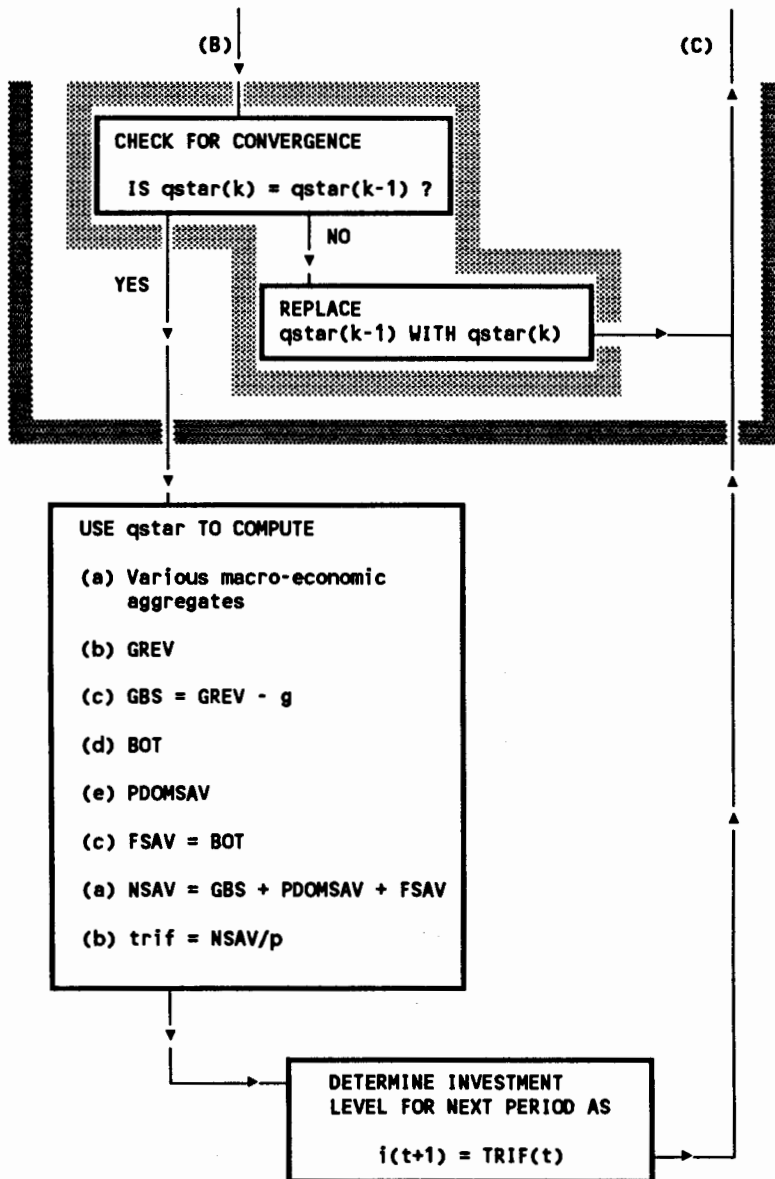 (B)
(C)
CHECK FOR CONVERGENCE
IS qstar(k) = qstar(k-1) ?
NO
YES
REPLACE
qstar(k-1) WITH qstar(k)
USE qstar TO COMPUTE
(a) Various macro-economic
aggregates
(b) GREV
(c) GBS = GREV - g
(d) BOT
(e) PDOMSAV
(c) FSAV = BOT
(a) NSAV = GBS + PDOMSAV + FSAV
(b) trif = NSAV/p
DETERMINE INVESTMENT
LEVEL FOR NEXT PERIOD AS
i(t+1) = TRIF(t)